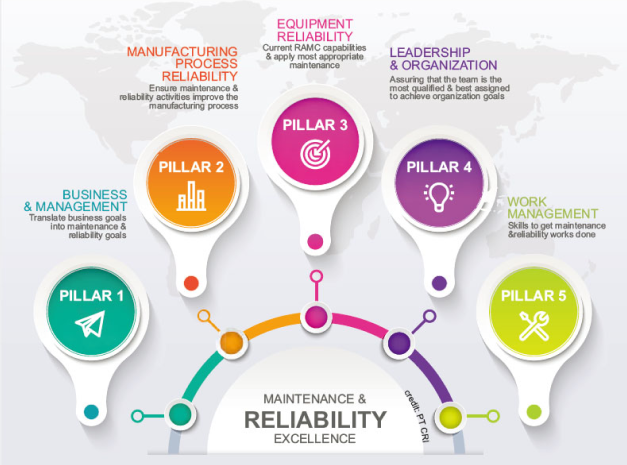 BUSINESS
& MANAGEMENT
Translate business goals
into maintenance &
reliability goals
PILLAR 1
MANUFACTURING
PROCESS
RELIABILITY
Ensure maintenance &
reliability activities improve the
manufacturing process
PILLAR 2
EQUIPMENT
RELIABILITY
Current RAMC capabilities
& apply most appropriate
maintenance
PILLAR 3
LEADERSHIP
& ORGANIZATION
Assuring that the team is the
most qualified & best assigned
to achieve organization goals
PILLAR 4
WORK
MANAGEMENT
Skills to get maintenance
&reliability works done
PILLAR 5
MAINTENANCE &
RELIABILITY
EXCELLENCE
credit: PT CRI